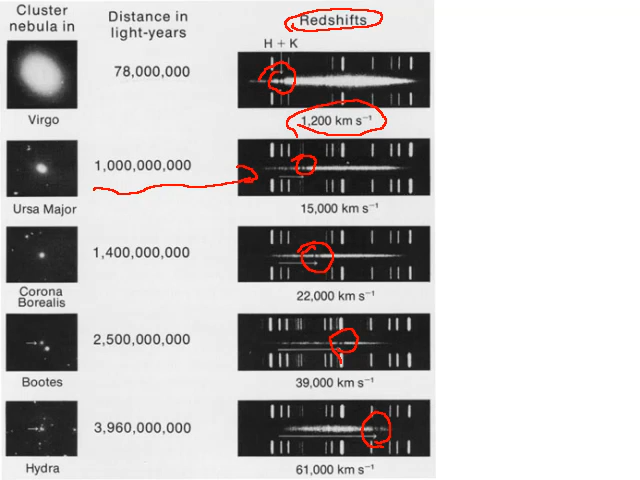 Cluster nebula in
Distance in light-years
Redshifts
H + K
78,000,000
Virgo
1,200 km s⁻¹
1,000,000,000
Ursa Major
15,000 km s⁻¹
1,400,000,000
Corona Borealis
22,000 km s⁻¹
2,500,000,000
Bootes
39,000 km s⁻¹
3,960,000,000
Hydra
61,000 km s⁻¹